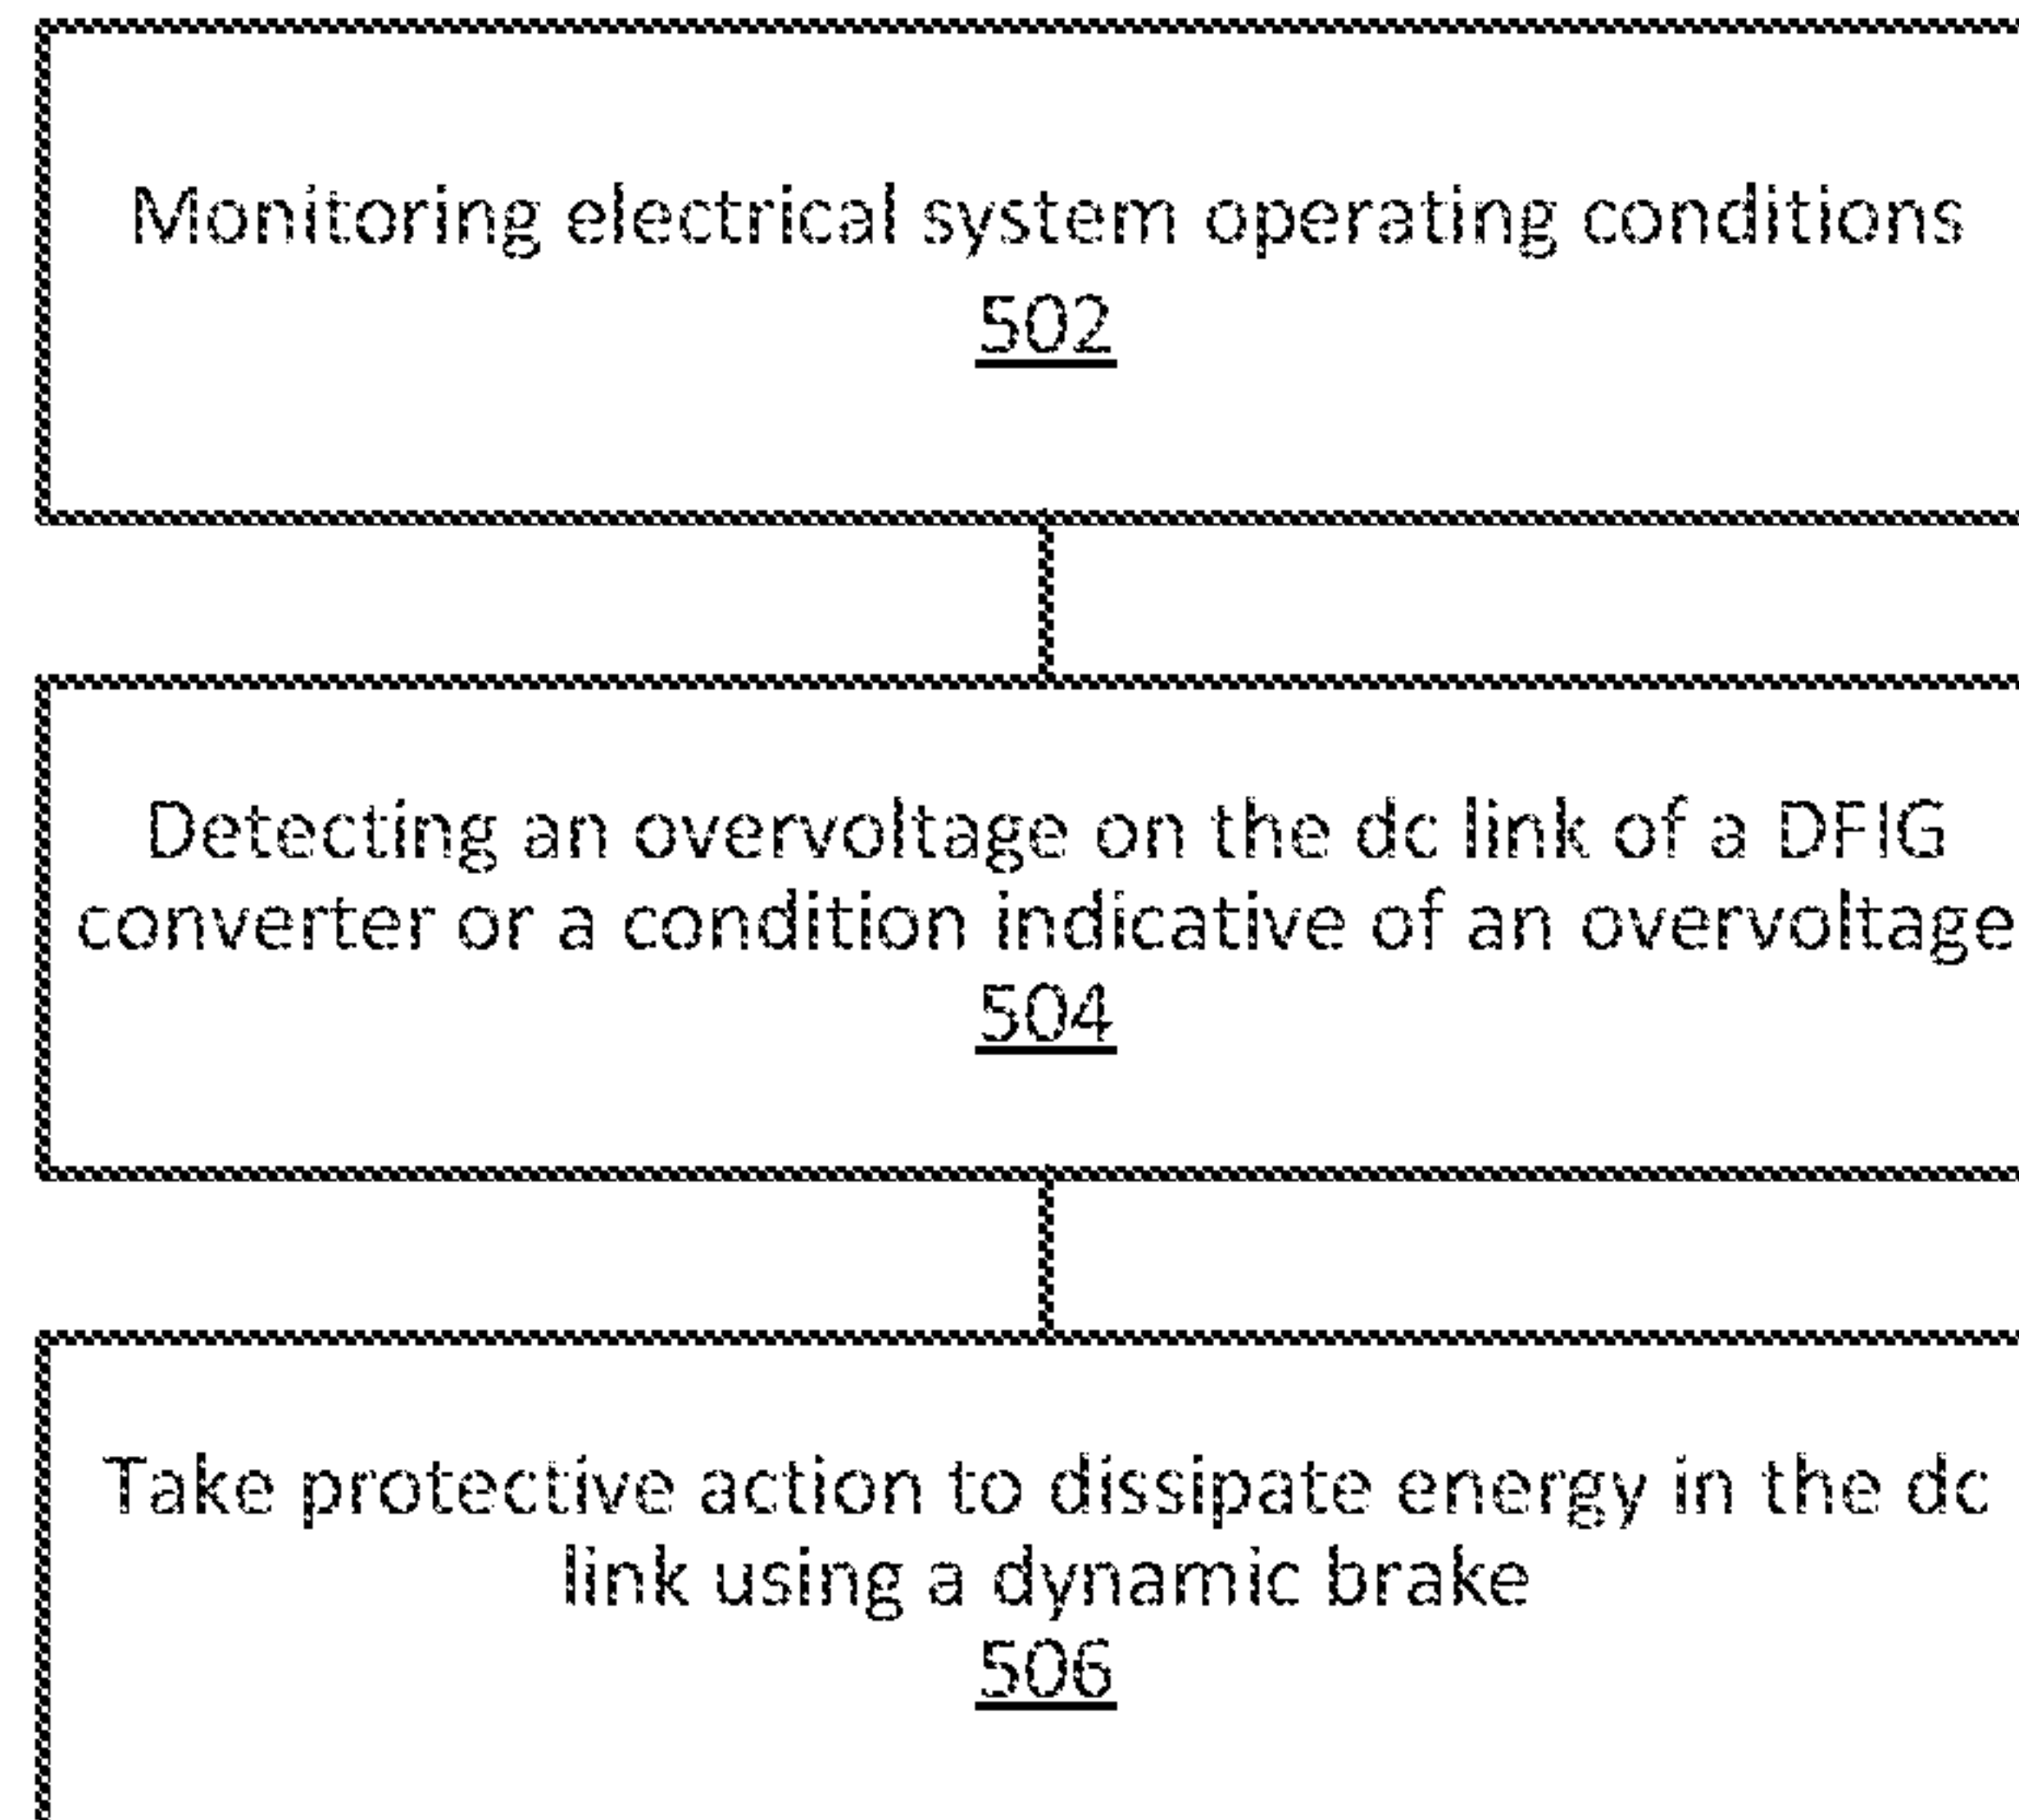 Monitoring electrical system operating conditions
502
Detecting an overvoltage on the dc link of a DFIG
converter or a condition indicative of an overvoltage
504
Take protective action to dissipate energy in the dc
link using a dynamic brake
506